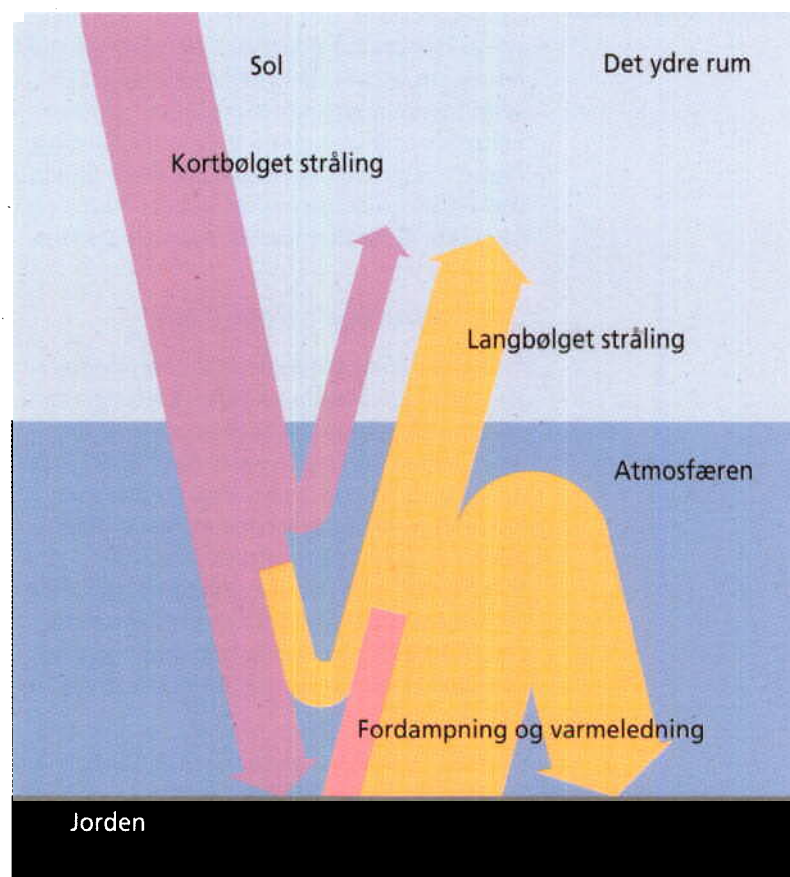 Sol
Det ydre rum
Kortbølget stråling
Langbølget stråling
Atmosfæren
Fordampning og varmeledning
Jorden